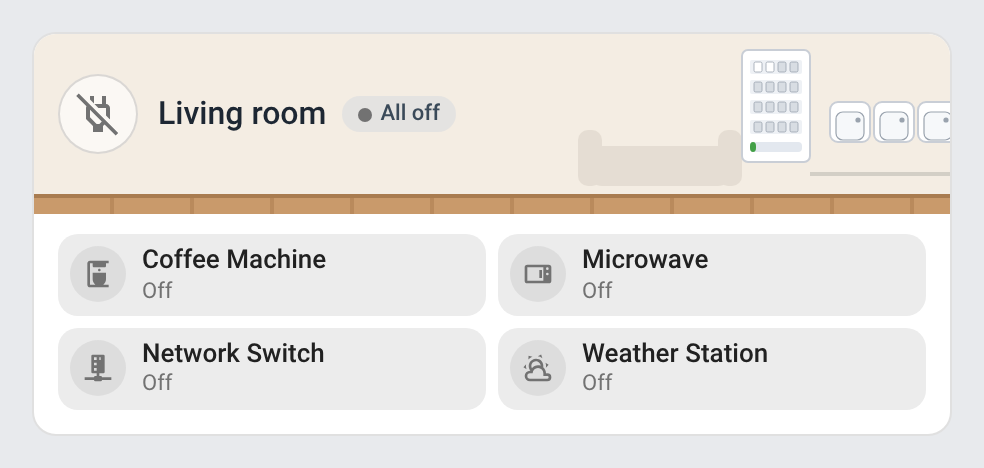 Living room
All off
Coffee Machine
Off
Microwave
Off
Network Switch
Off
Weather Station
Off